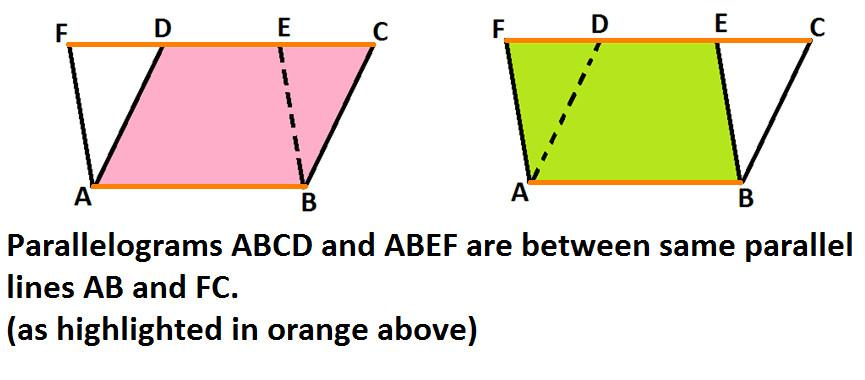 F D E C F D E C
A B A B
Parallelograms ABCD and ABEF are between same parallel
lines AB and FC.
(as highlighted in orange above)